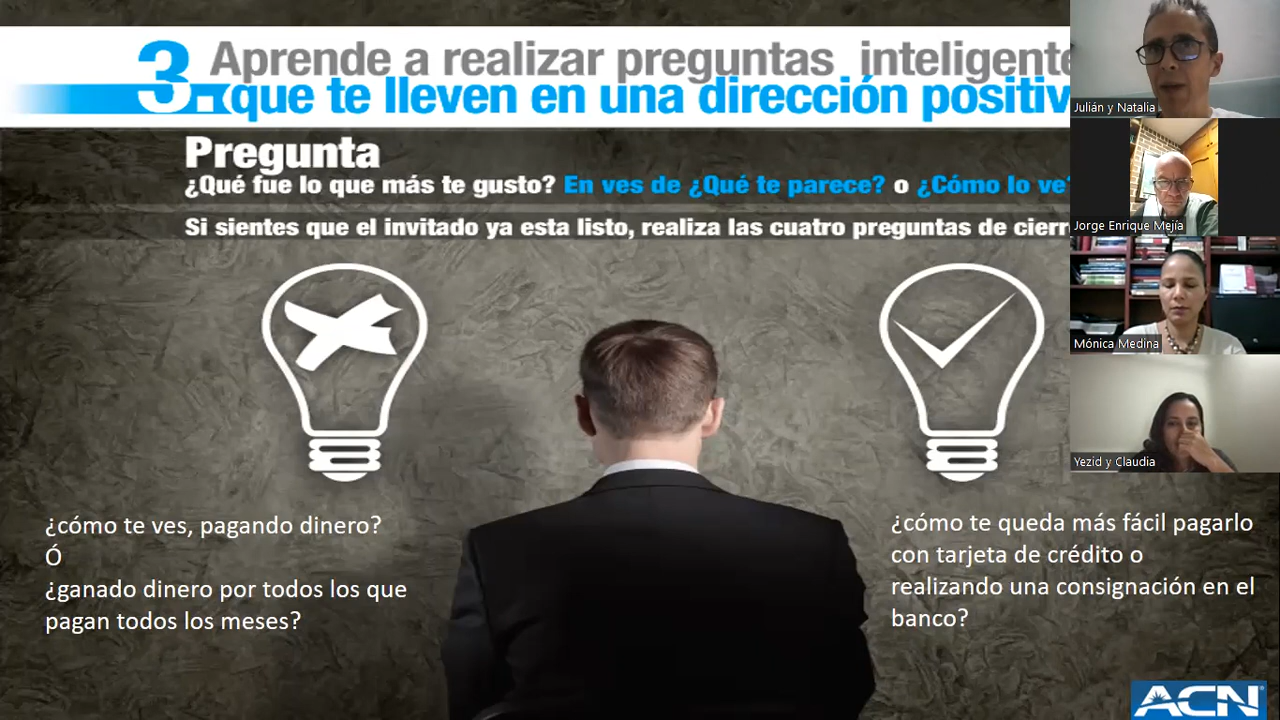 3. Aprende a realizar preguntas inteligente
que te lleven en una dirección positiv
Pregunta
¿Qué fue lo que más te gusto? En ves de ¿Qué te parece? o ¿Cómo lo ve?
Si sientes que el invitado ya esta listo, realiza las cuatro preguntas de cierr
¿cómo te ves, pagando dinero?
Ó
¿ganado dinero por todos los que
pagan todos los meses?
¿cómo te queda más fácil pagarlo
con tarjeta de crédito o
realizando una consignación en el
banco?
Julián y Natalia
Jorge Enrique Mejía
Mónica Medina
Yezid y Claudia
ACN